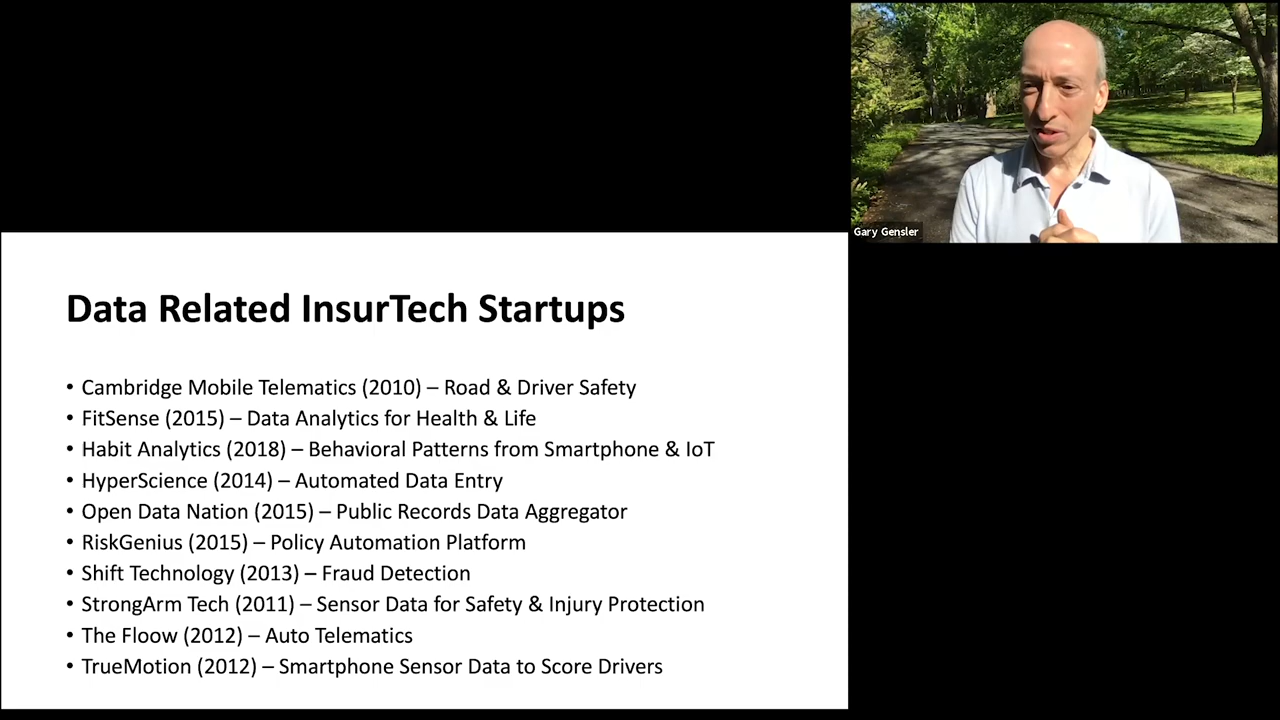 Gary Gensler
Data Related InsurTech Startups
• Cambridge Mobile Telematics (2010) – Road & Driver Safety
• FitSense (2015) – Data Analytics for Health & Life
• Habit Analytics (2018) – Behavioral Patterns from Smartphone & IoT
• HyperScience (2014) – Automated Data Entry
• Open Data Nation (2015) – Public Records Data Aggregator
• RiskGenius (2015) – Policy Automation Platform
• Shift Technology (2013) – Fraud Detection
• StrongArm Tech (2011) – Sensor Data for Safety & Injury Protection
• The Floow (2012) – Auto Telematics
• TrueMotion (2012) – Smartphone Sensor Data to Score Drivers